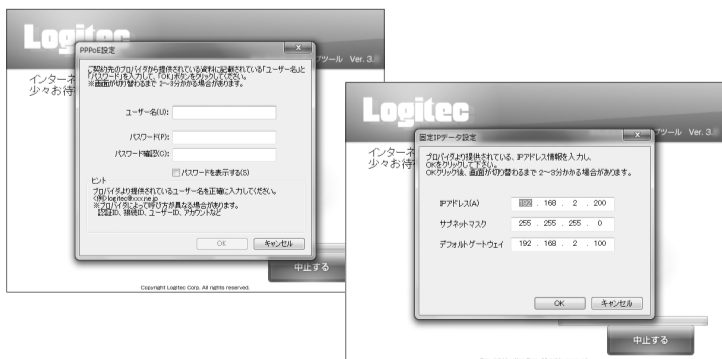 Logitec
プツール Ver. 3.
インターネ
少々お待
PPPoE設定
ご契約先のプロバイダから提供されている資料に記載されている「ユーザー名」と
「パスワード」を入力して、「OK」ボタンをクリックしてください。
※画面が切り替わるまで 2～3分かかる場合があります。
ユーザー名(U):
パスワード(P):
パスワード確認(C):
パスワードを表示する(S)
ヒント
プロバイダより提供されているユーザー名を正確に入力してください。
<例>logitec@xxx.ne.jp
※プロバイダによって呼び方が異なる場合があります。
認証ID、接続ID、ユーザーID、アカウントなど
OK キャンセル
中止する
Copyright Logitec Corp. All rights reserved.
Logitec
プツール Ver. 3.
インターネ
少々お待
固定IPデータ設定
プロバイダより提供されている、IPアドレス情報を入力し、
OKをクリックして下さい。
OKクリック後、画面が切り替わるまで 2～3分かかる場合があります。
IPアドレス(A) 192 . 168 . 2 . 200
サブネットマスク 255 . 255 . 255 . 0
デフォルトゲートウェイ 192 . 168 . 2 . 100
OK キャンセル
中止する